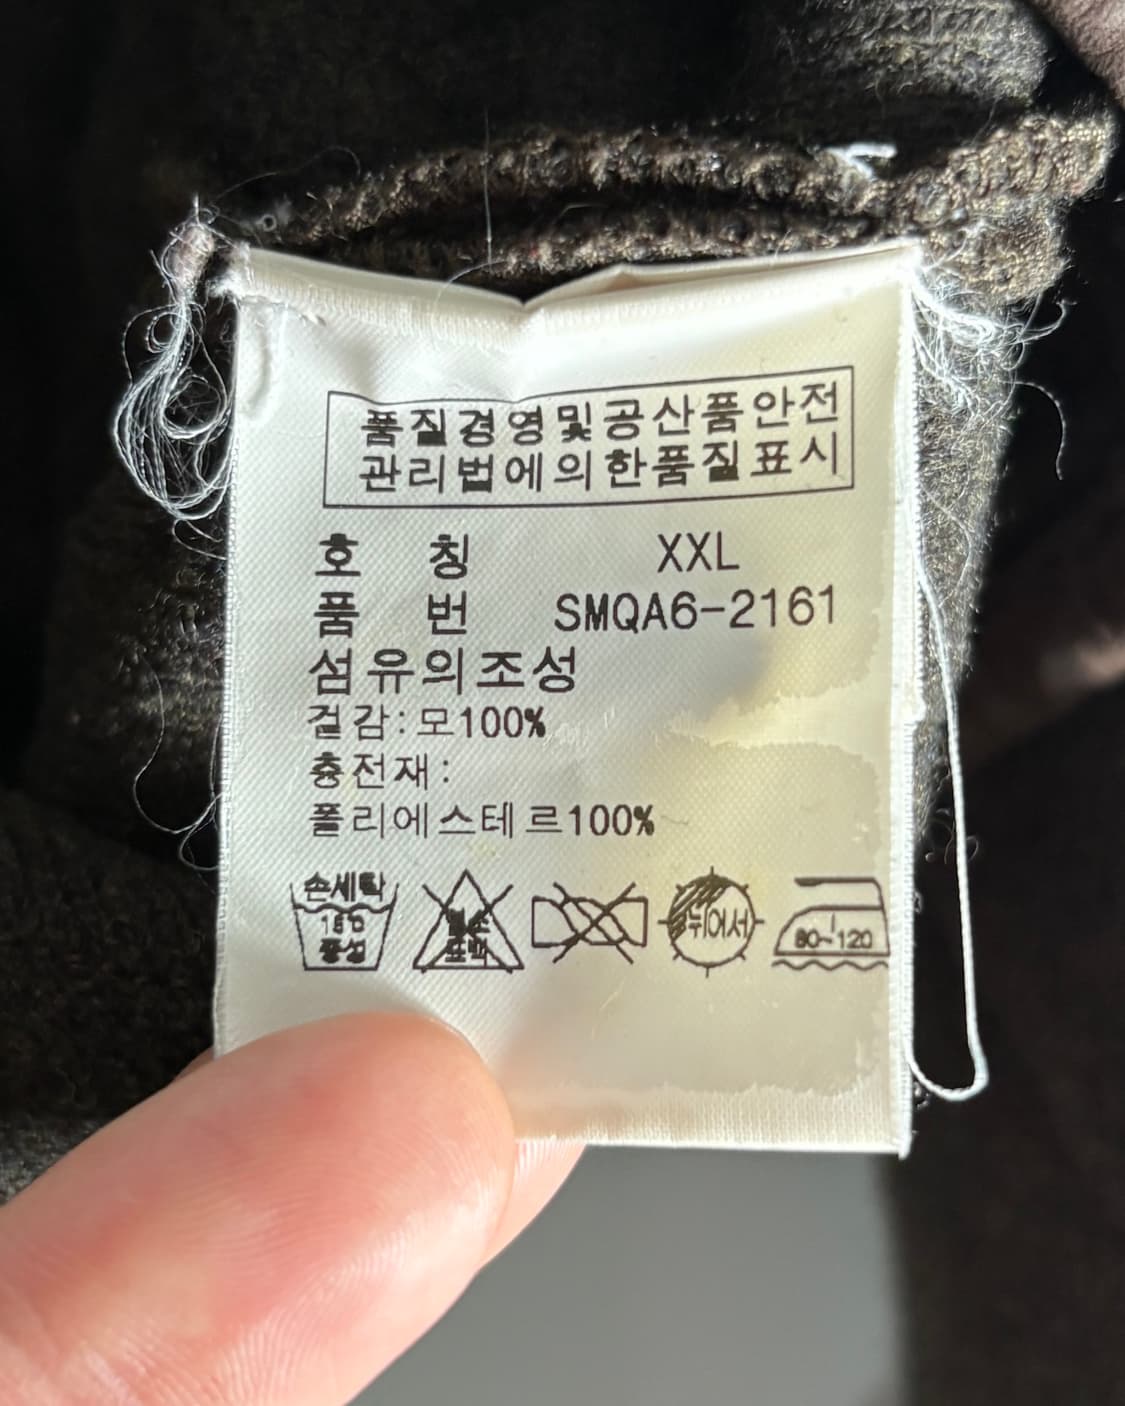 품질경영및공산품안전
관리법에의한품질표시
호 칭 XXL
품 번 SMQA6-2161
섬유의조성
겉감:모100%
충전재:
폴리에스테르100%
손세탁
중성
뉘어서
80~120